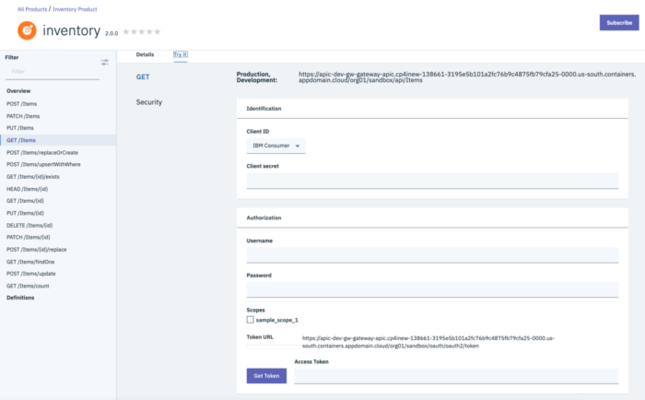 All Products / Inventory Product
inventory 2.0.0
Subscribe
Filter
Filter
Overview
POST /Items
PATCH /Items
PUT /Items
GET /Items
POST /Items/replaceOrCreate
POST /Items/upsertWithWhere
GET /Items/{id}/exists
HEAD /Items/{id}
GET /Items/{id}
PUT /Items/{id}
DELETE /Items/{id}
PATCH /Items/{id}
POST /Items/{id}/replace
GET /Items/findOne
POST /Items/update
GET /Items/count
Definitions
Details
Try it
GET
Production,
Development:
https://apic-dev-gw-gateway-apic.cp4inew-138661-3195e5b101a2fc76b9c4875fb79cfa25-0000.us-south.containers.
appdomain.cloud/org01/sandbox/api/Items
Security
Identification
Client ID
IBM Consumer
Client secret
Authorization
Username
Password
Scopes
sample_scope_1
Token URL
https://apic-dev-gw-gateway-apic.cp4inew-138661-3195e5b101a2fc76b9c4875fb79cfa25-0000.us-
south.containers.appdomain.cloud/org01/sandbox/oauth/oauth2/token
Access Token
Get Token